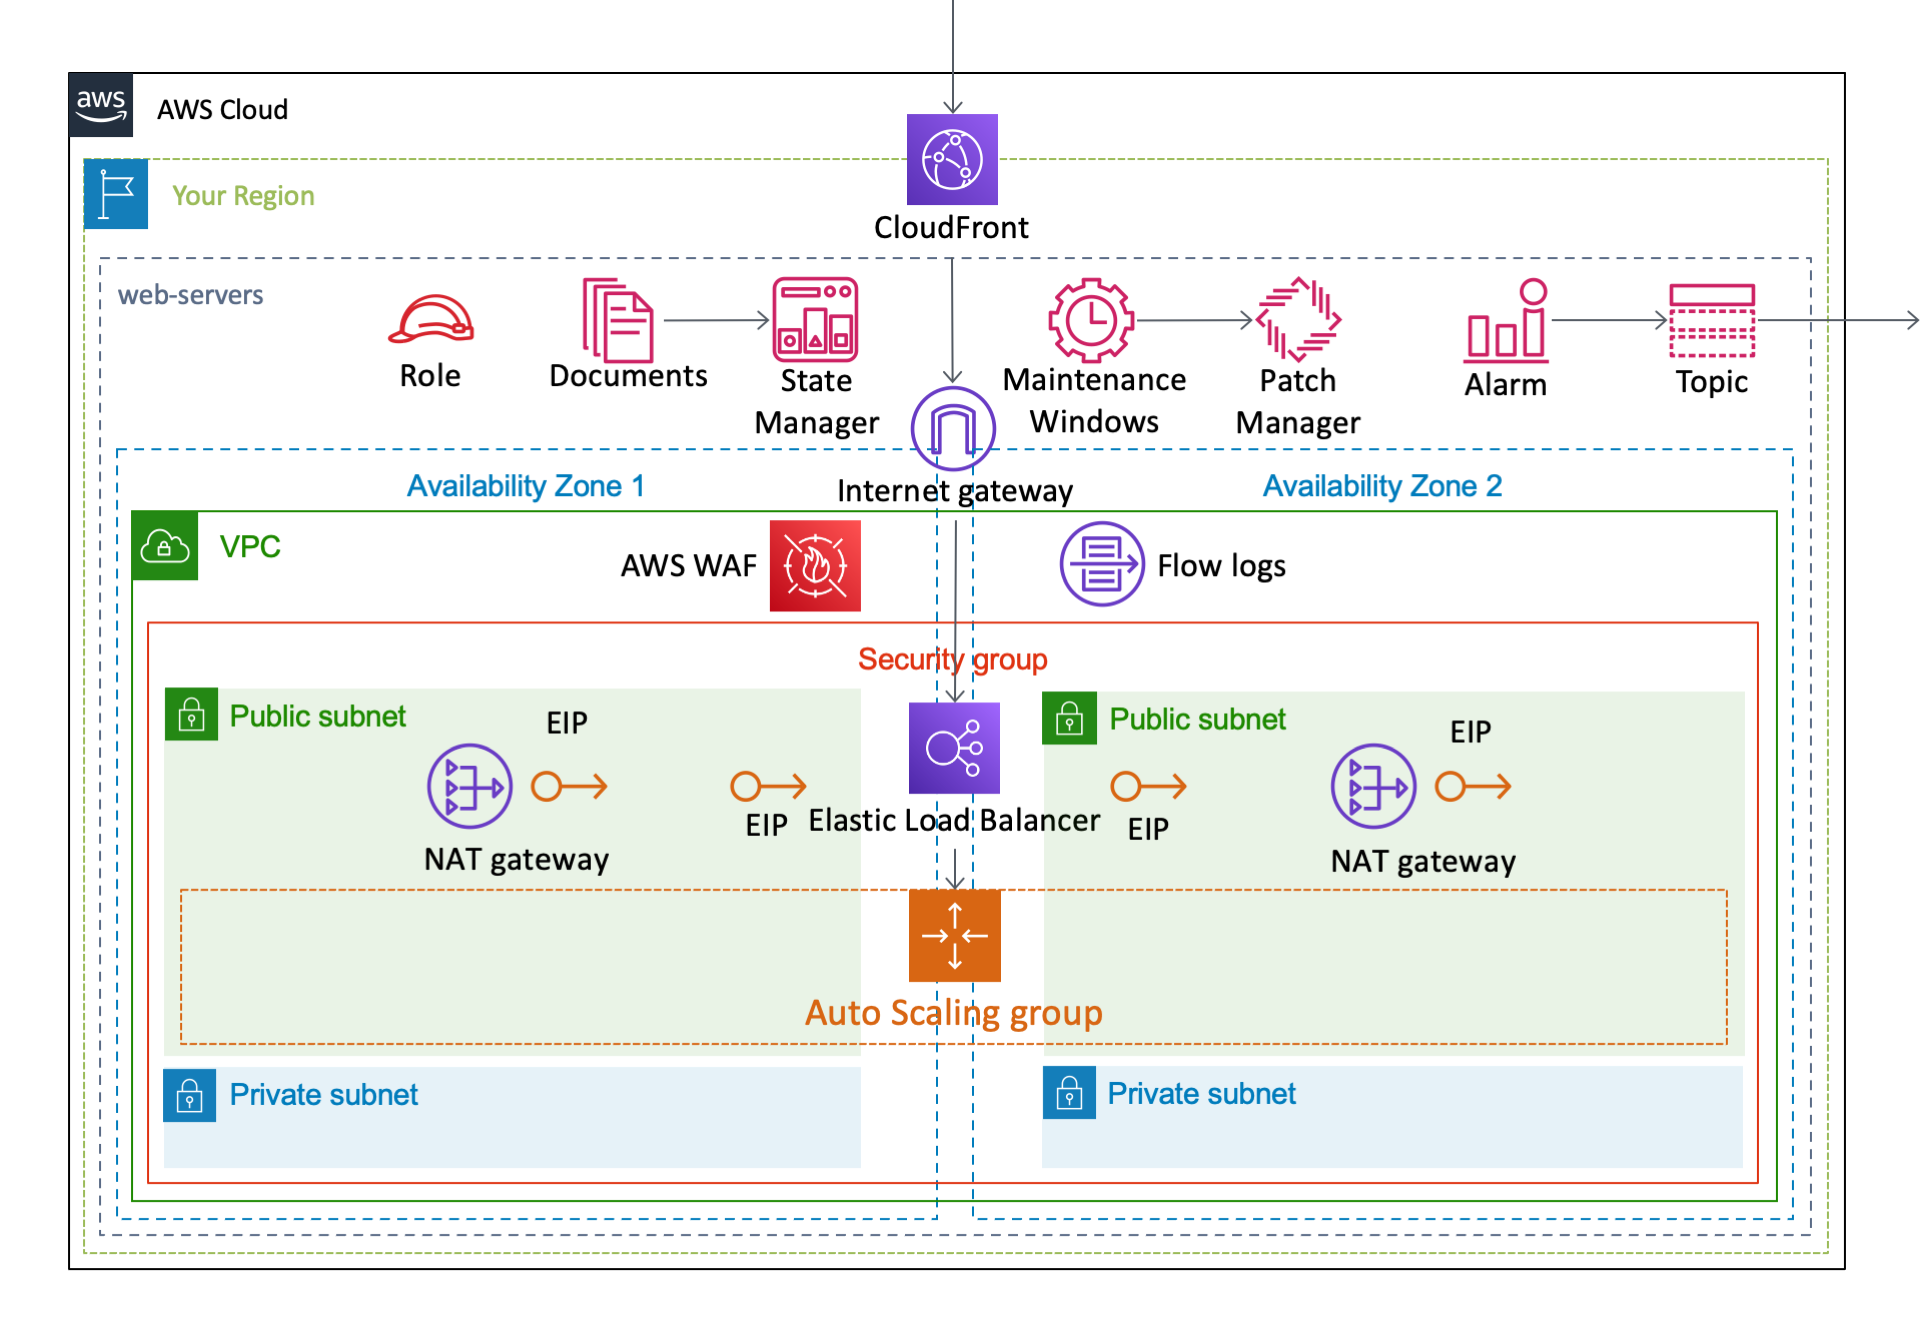 aws
AWS Cloud
Your Region
CloudFront
web-servers
Role
Documents
State
Manager
Maintenance
Windows
Patch
Manager
Alarm
Topic
Availability Zone 1
Internet gateway
Availability Zone 2
VPC
AWS WAF
Flow logs
Security group
Public subnet
EIP
Public subnet
EIP
EIP
Elastic Load Balancer
EIP
NAT gateway
NAT gateway
Auto Scaling group
Private subnet
Private subnet